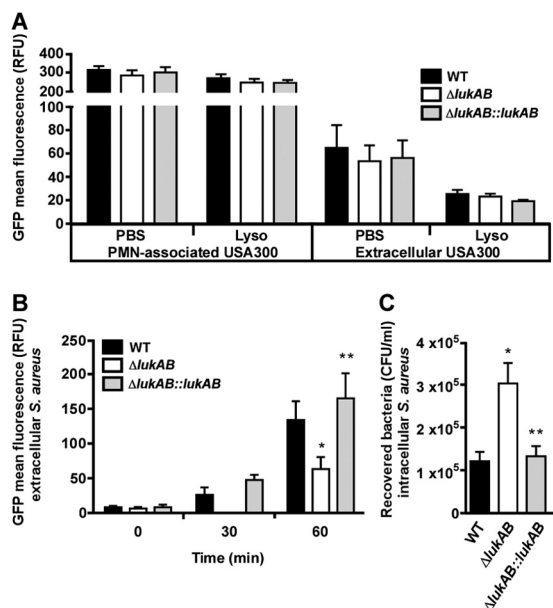 A
GFP mean fluorescence (RFU)
400
300
200
100
80
60
40
20
0
WT
ΔlukAB
ΔlukAB::lukAB
PBS Lyso PBS Lyso
PMN-associated USA300 Extracellular USA300
B
GFP mean fluorescence (RFU)
extracellular S. aureus
250
200
150
100
50
0
WT
ΔlukAB
ΔlukAB::lukAB
*
**
0 30 60
Time (min)
C
Recovered bacteria (CFU/ml)
intracellular S. aureus
4 x10⁵
3 x10⁵
2 x10⁵
1 x10⁵
0
*
**
WT
ΔlukAB
ΔlukAB::lukAB